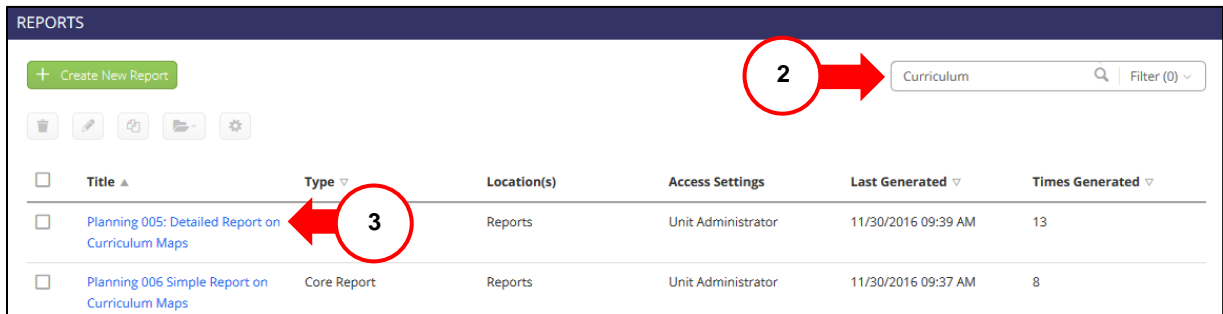 REPORTS
+ Create New Report
2
Curriculum
Filter (0)
Title ▲ Type ▽ Location(s) Access Settings Last Generated ▽ Times Generated ▽
Planning 005: Detailed Report on 3 Reports Unit Administrator 11/30/2016 09:39 AM 13
Curriculum Maps
Planning 006 Simple Report on Core Report Reports Unit Administrator 11/30/2016 09:37 AM 8
Curriculum Maps